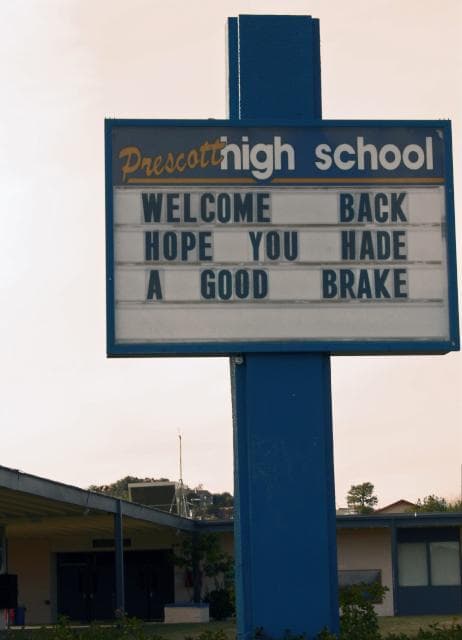 Prescott high school
WELCOME BACK
HOPE YOU HADE
A GOOD BRAKE